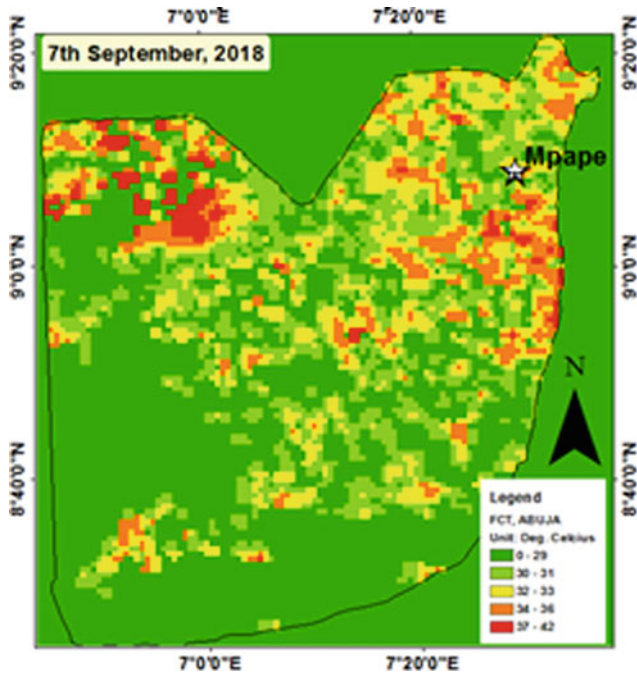 7°0'0"E 7°20'0"E
9°20'0"N 9°20'0"N
7th September, 2018
Mpape
9°0'0"N 9°0'0"N
N
8°40'0"N 8°40'0"N
Legend
FCT, ABUJA
Unit: Deg. Celcius
0 - 29
30 - 31
32 - 33
34 - 36
37 - 42
7°0'0"E 7°20'0"E